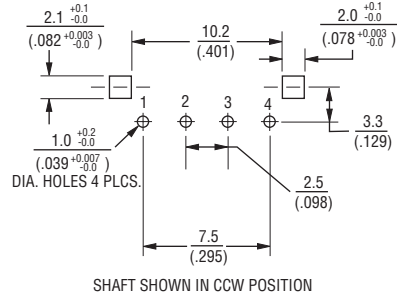 2.1 +0.1 -0.0
(.082 +0.003 -0.0)
10.2
(.401)
2.0 +0.1 -0.0
(.078 +0.003 -0.0)
1 2 3 4
1.0 +0.2 -0.0
(.039 +0.007 -0.0)
DIA. HOLES 4 PLCS.
3.3
(.129)
2.5
(.098)
7.5
(.295)
SHAFT SHOWN IN CCW POSITION